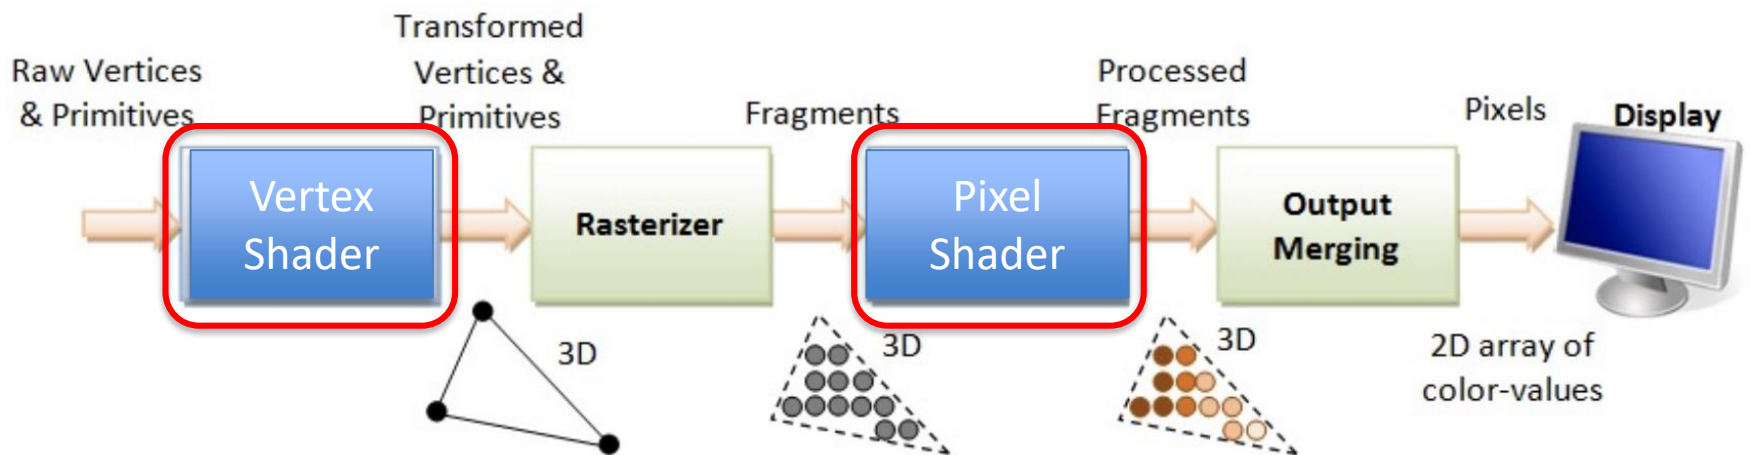 Raw Vertices
& Primitives
Transformed
Vertices &
Primitives
Fragments
Processed
Fragments
Pixels
Display
Vertex
Shader
Rasterizer
Pixel
Shader
Output
Merging
3D
3D
3D
2D array of
color-values